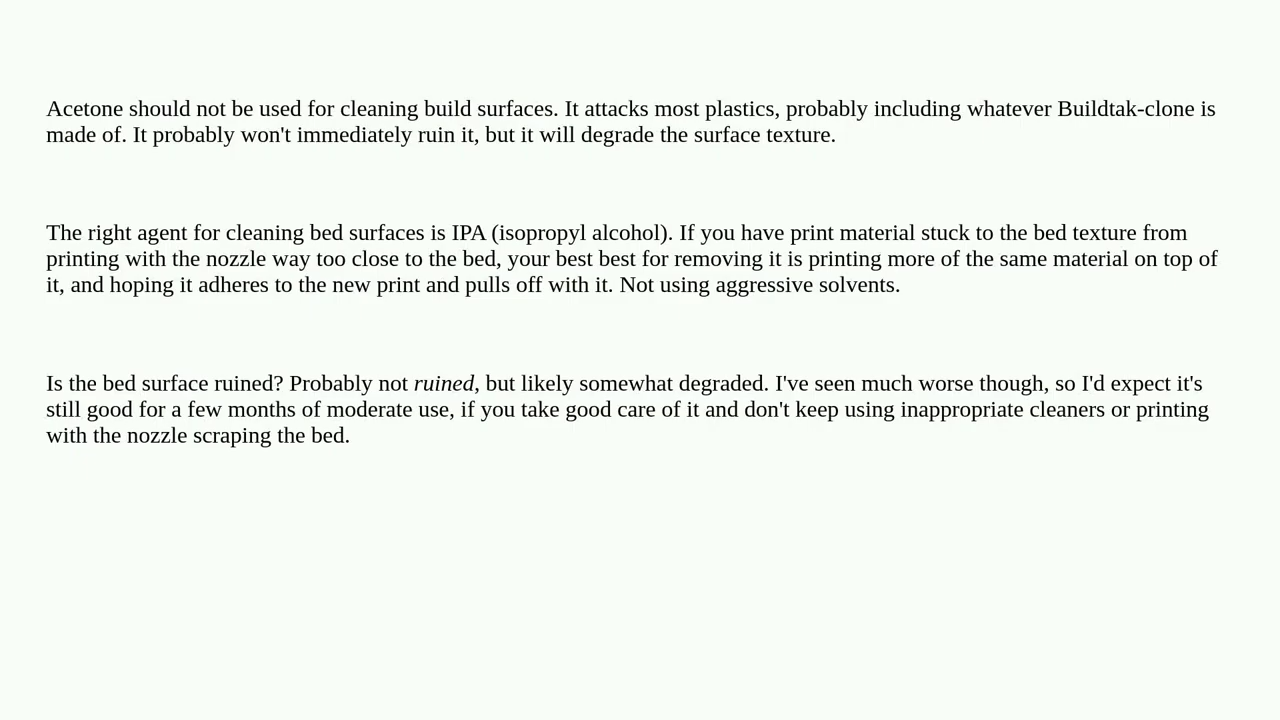 Acetone should not be used for cleaning build surfaces. It attacks most plastics, probably including whatever Buildtak-clone is
made of. It probably won't immediately ruin it, but it will degrade the surface texture.
The right agent for cleaning bed surfaces is IPA (isopropyl alcohol). If you have print material stuck to the bed texture from
printing with the nozzle way too close to the bed, your best best for removing it is printing more of the same material on top of
it, and hoping it adheres to the new print and pulls off with it. Not using aggressive solvents.
Is the bed surface ruined? Probably not ruined, but likely somewhat degraded. I've seen much worse though, so I'd expect it's
still good for a few months of moderate use, if you take good care of it and don't keep using inappropriate cleaners or printing
with the nozzle scraping the bed.